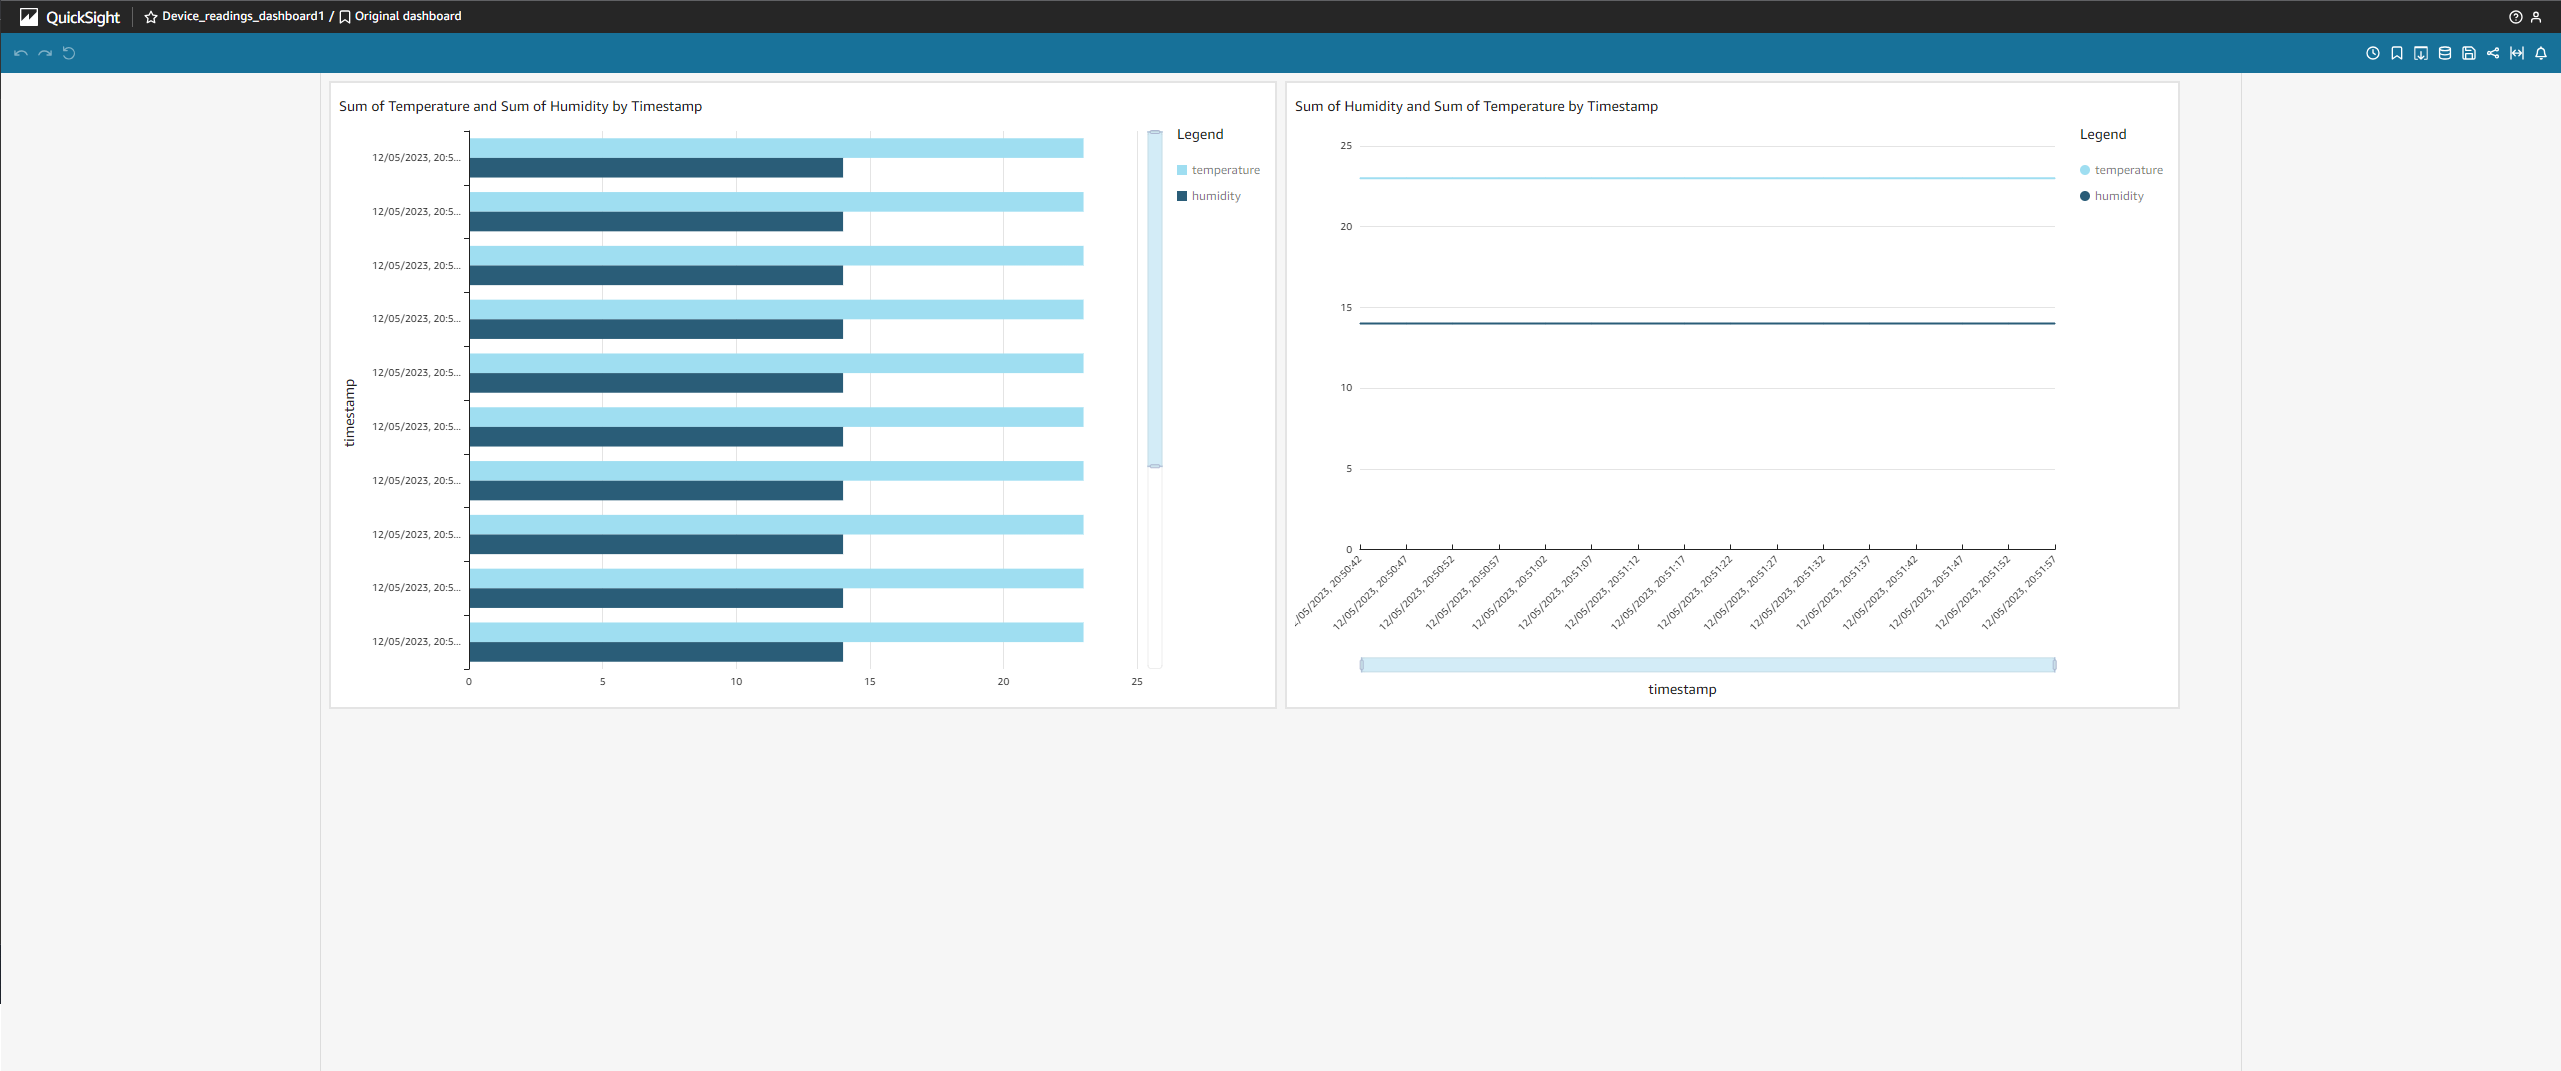 QuickSight Device_readings_dashboard1 / Original dashboard
Sum of Temperature and Sum of Humidity by Timestamp
timestamp
12/05/2023, 20:5...
12/05/2023, 20:5...
12/05/2023, 20:5...
12/05/2023, 20:5...
12/05/2023, 20:5...
12/05/2023, 20:5...
12/05/2023, 20:5...
12/05/2023, 20:5...
12/05/2023, 20:5...
12/05/2023, 20:5...
0 5 10 15 20 25
Legend
temperature
humidity
Sum of Humidity and Sum of Temperature by Timestamp
25
20
15
10
5
0
...​/05/2023, 20:50:42
12/05/2023, 20:50:47
12/05/2023, 20:50:52
12/05/2023, 20:50:57
12/05/2023, 20:51:02
12/05/2023, 20:51:07
12/05/2023, 20:51:12
12/05/2023, 20:51:17
12/05/2023, 20:51:22
12/05/2023, 20:51:27
12/05/2023, 20:51:32
12/05/2023, 20:51:37
12/05/2023, 20:51:42
12/05/2023, 20:51:47
12/05/2023, 20:51:52
12/05/2023, 20:51:57
timestamp
Legend
temperature
humidity